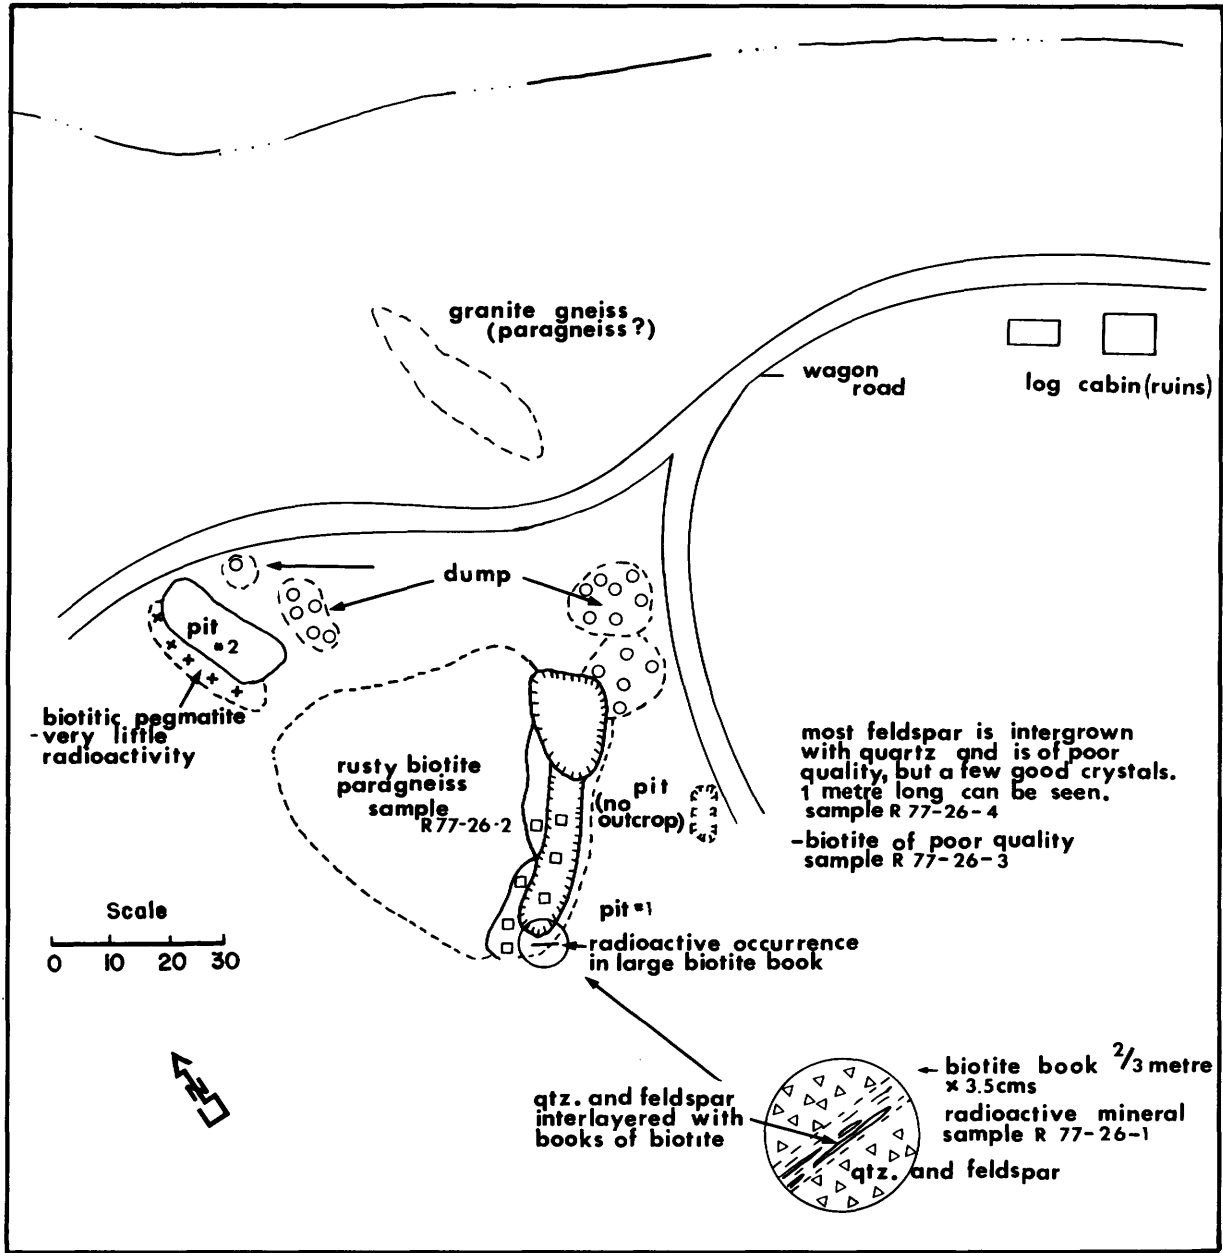 granite gneiss
(paragneiss?)
wagon
road
log cabin (ruins)
dump
pit
#2
biotitic pegmatite
-very little
radioactivity
rusty biotite
paragneiss
sample
R 77-26-2
pit
(no
outcrop)
most feldspar is intergrown
with quartz and is of poor
quality, but a few good crystals.
1 metre long can be seen.
sample R 77-26-4
-biotite of poor quality
sample R 77-26-3
pit #1
radioactive occurrence
in large biotite book
Scale
0 10 20 30
N
qtz. and feldspar
interlayered with
books of biotite
biotite book 2/3 metre
x 3.5cms
radioactive mineral
sample R 77-26-1
qtz. and feldspar